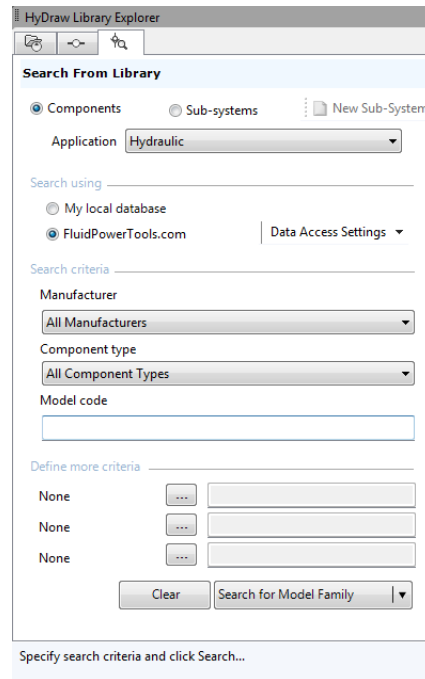 HyDraw Library Explorer
Search From Library
Components Sub-systems New Sub-System
Application Hydraulic
Search using
My local database
FluidPowerTools.com Data Access Settings
Search criteria
Manufacturer
All Manufacturers
Component type
All Component Types
Model code
Define more criteria
None ...
None ...
None ...
Clear Search for Model Family
Specify search criteria and click Search...